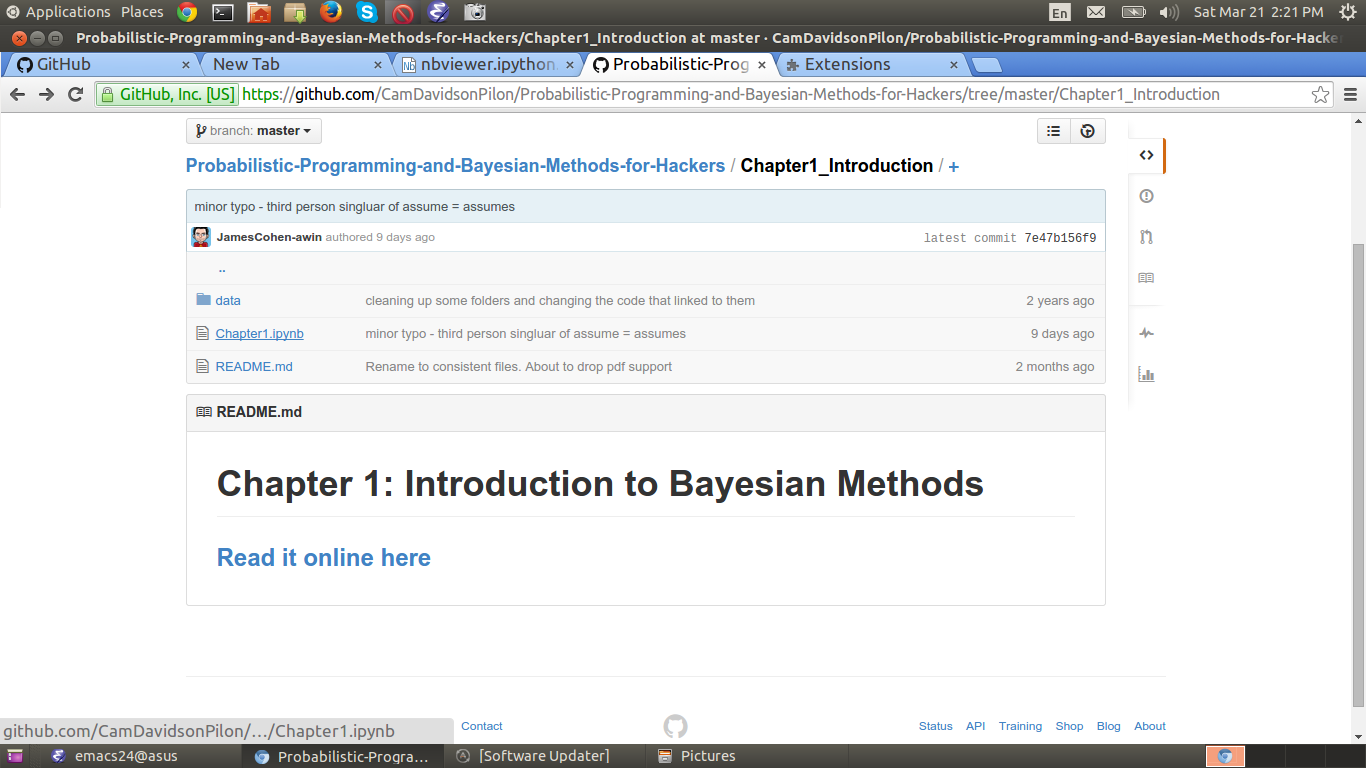 Applications Places En Sat Mar 21 2:21 PM
Probabilistic-Programming-and-Bayesian-Methods-for-Hackers/Chapter1_Introduction at master · CamDavidsonPilon/Probabilistic-Programming-and-Bayesian-Methods-for-Hacke
GitHub × New Tab × nbviewer.ipython. × Probabilistic-Prog × Extensions ×
GitHub, Inc. [US] https://github.com/CamDavidsonPilon/Probabilistic-Programming-and-Bayesian-Methods-for-Hackers/tree/master/Chapter1_Introduction
branch: master
Probabilistic-Programming-and-Bayesian-Methods-for-Hackers / Chapter1_Introduction / +
minor typo - third person singluar of assume = assumes
JamesCohen-awin authored 9 days ago latest commit 7e47b156f9
..
data cleaning up some folders and changing the code that linked to them 2 years ago
Chapter1.ipynb minor typo - third person singluar of assume = assumes 9 days ago
README.md Rename to consistent files. About to drop pdf support 2 months ago
README.md
Chapter 1: Introduction to Bayesian Methods
Read it online here
Contact Status API Training Shop Blog About
github.com/CamDavidsonPilon/…/Chapter1.ipynb
emacs24@asus Probabilistic-Progra... [Software Updater] Pictures